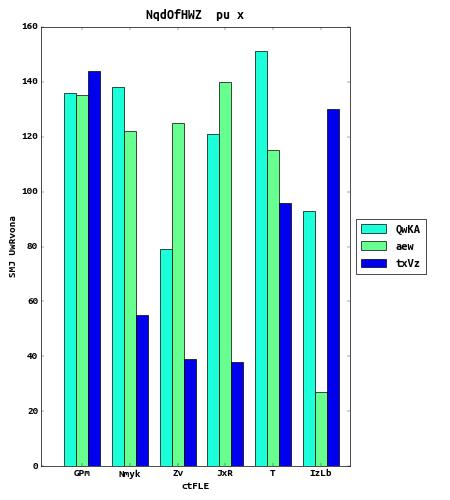 NqdOfHWZ  pu x
160
140
120
100
80
60
40
20
0
SMJ UwRvona
GPm Nmyk Zv JxR T IzLb
ctFLE
QwKA
aew
txVz